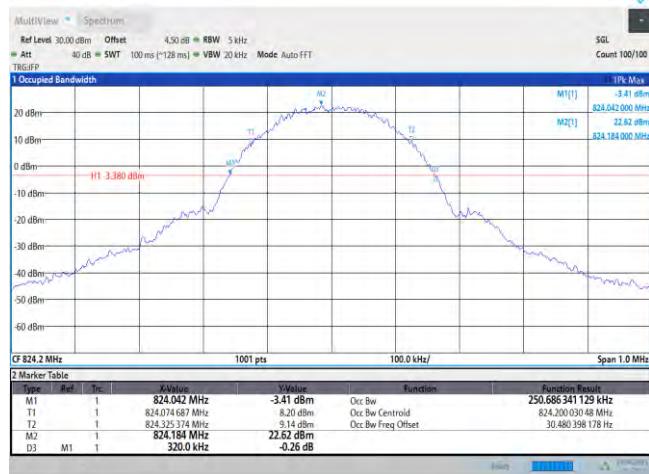 MultiView Spectrum
Ref Level 30.00 dBm Offset 4.50 dB RBW 5 kHz SGL
Att 40 dB SWT 100 ms (~128 ms) VBW 20 kHz Mode Auto FFT Count 100/100
TRG:IFP
1 Occupied Bandwidth 1Pk Max
M1[1] -3.41 dBm
824.042 000 MHz
M2[1] 22.62 dBm
824.184 000 MHz
M2
20 dBm
T1 T2
10 dBm
0 dBm
H1 -3.380 dBm
-10 dBm
-20 dBm
-30 dBm
-40 dBm
-50 dBm
-60 dBm
CF 824.2 MHz 1001 pts 100.0 kHz/ Span 1.0 MHz
2 Marker Table
Type Ref Trc X-Value Y-Value Function Function Result
M1 1 824.042 MHz -3.41 dBm Occ Bw 250.686 341 129 kHz
T1 1 824.074 687 MHz 8.20 dBm Occ Bw Centroid 824.200 030 48 MHz
T2 1 824.325 374 MHz 9.14 dBm Occ Bw Freq Offset 30.480 398 178 Hz
M2 1 824.184 MHz 22.62 dBm
D3 M1 1 320.0 kHz -0.26 dB